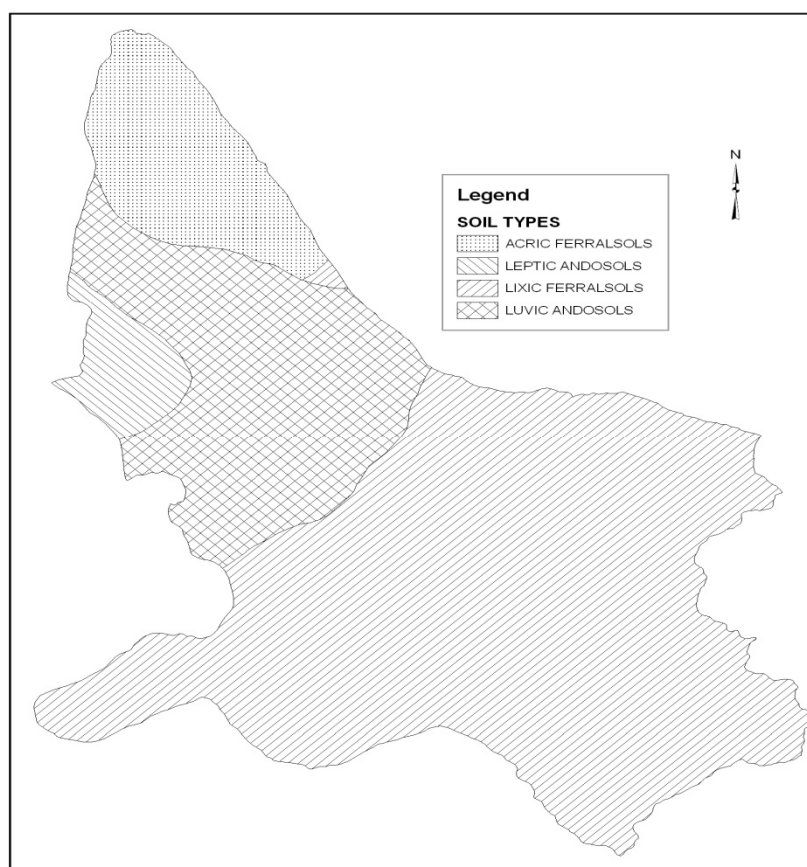 N
Legend
SOIL TYPES
ACRIC FERRALSOLS
LEPTIC ANDOSOLS
LIXIC FERRALSOLS
LUVIC ANDOSOLS